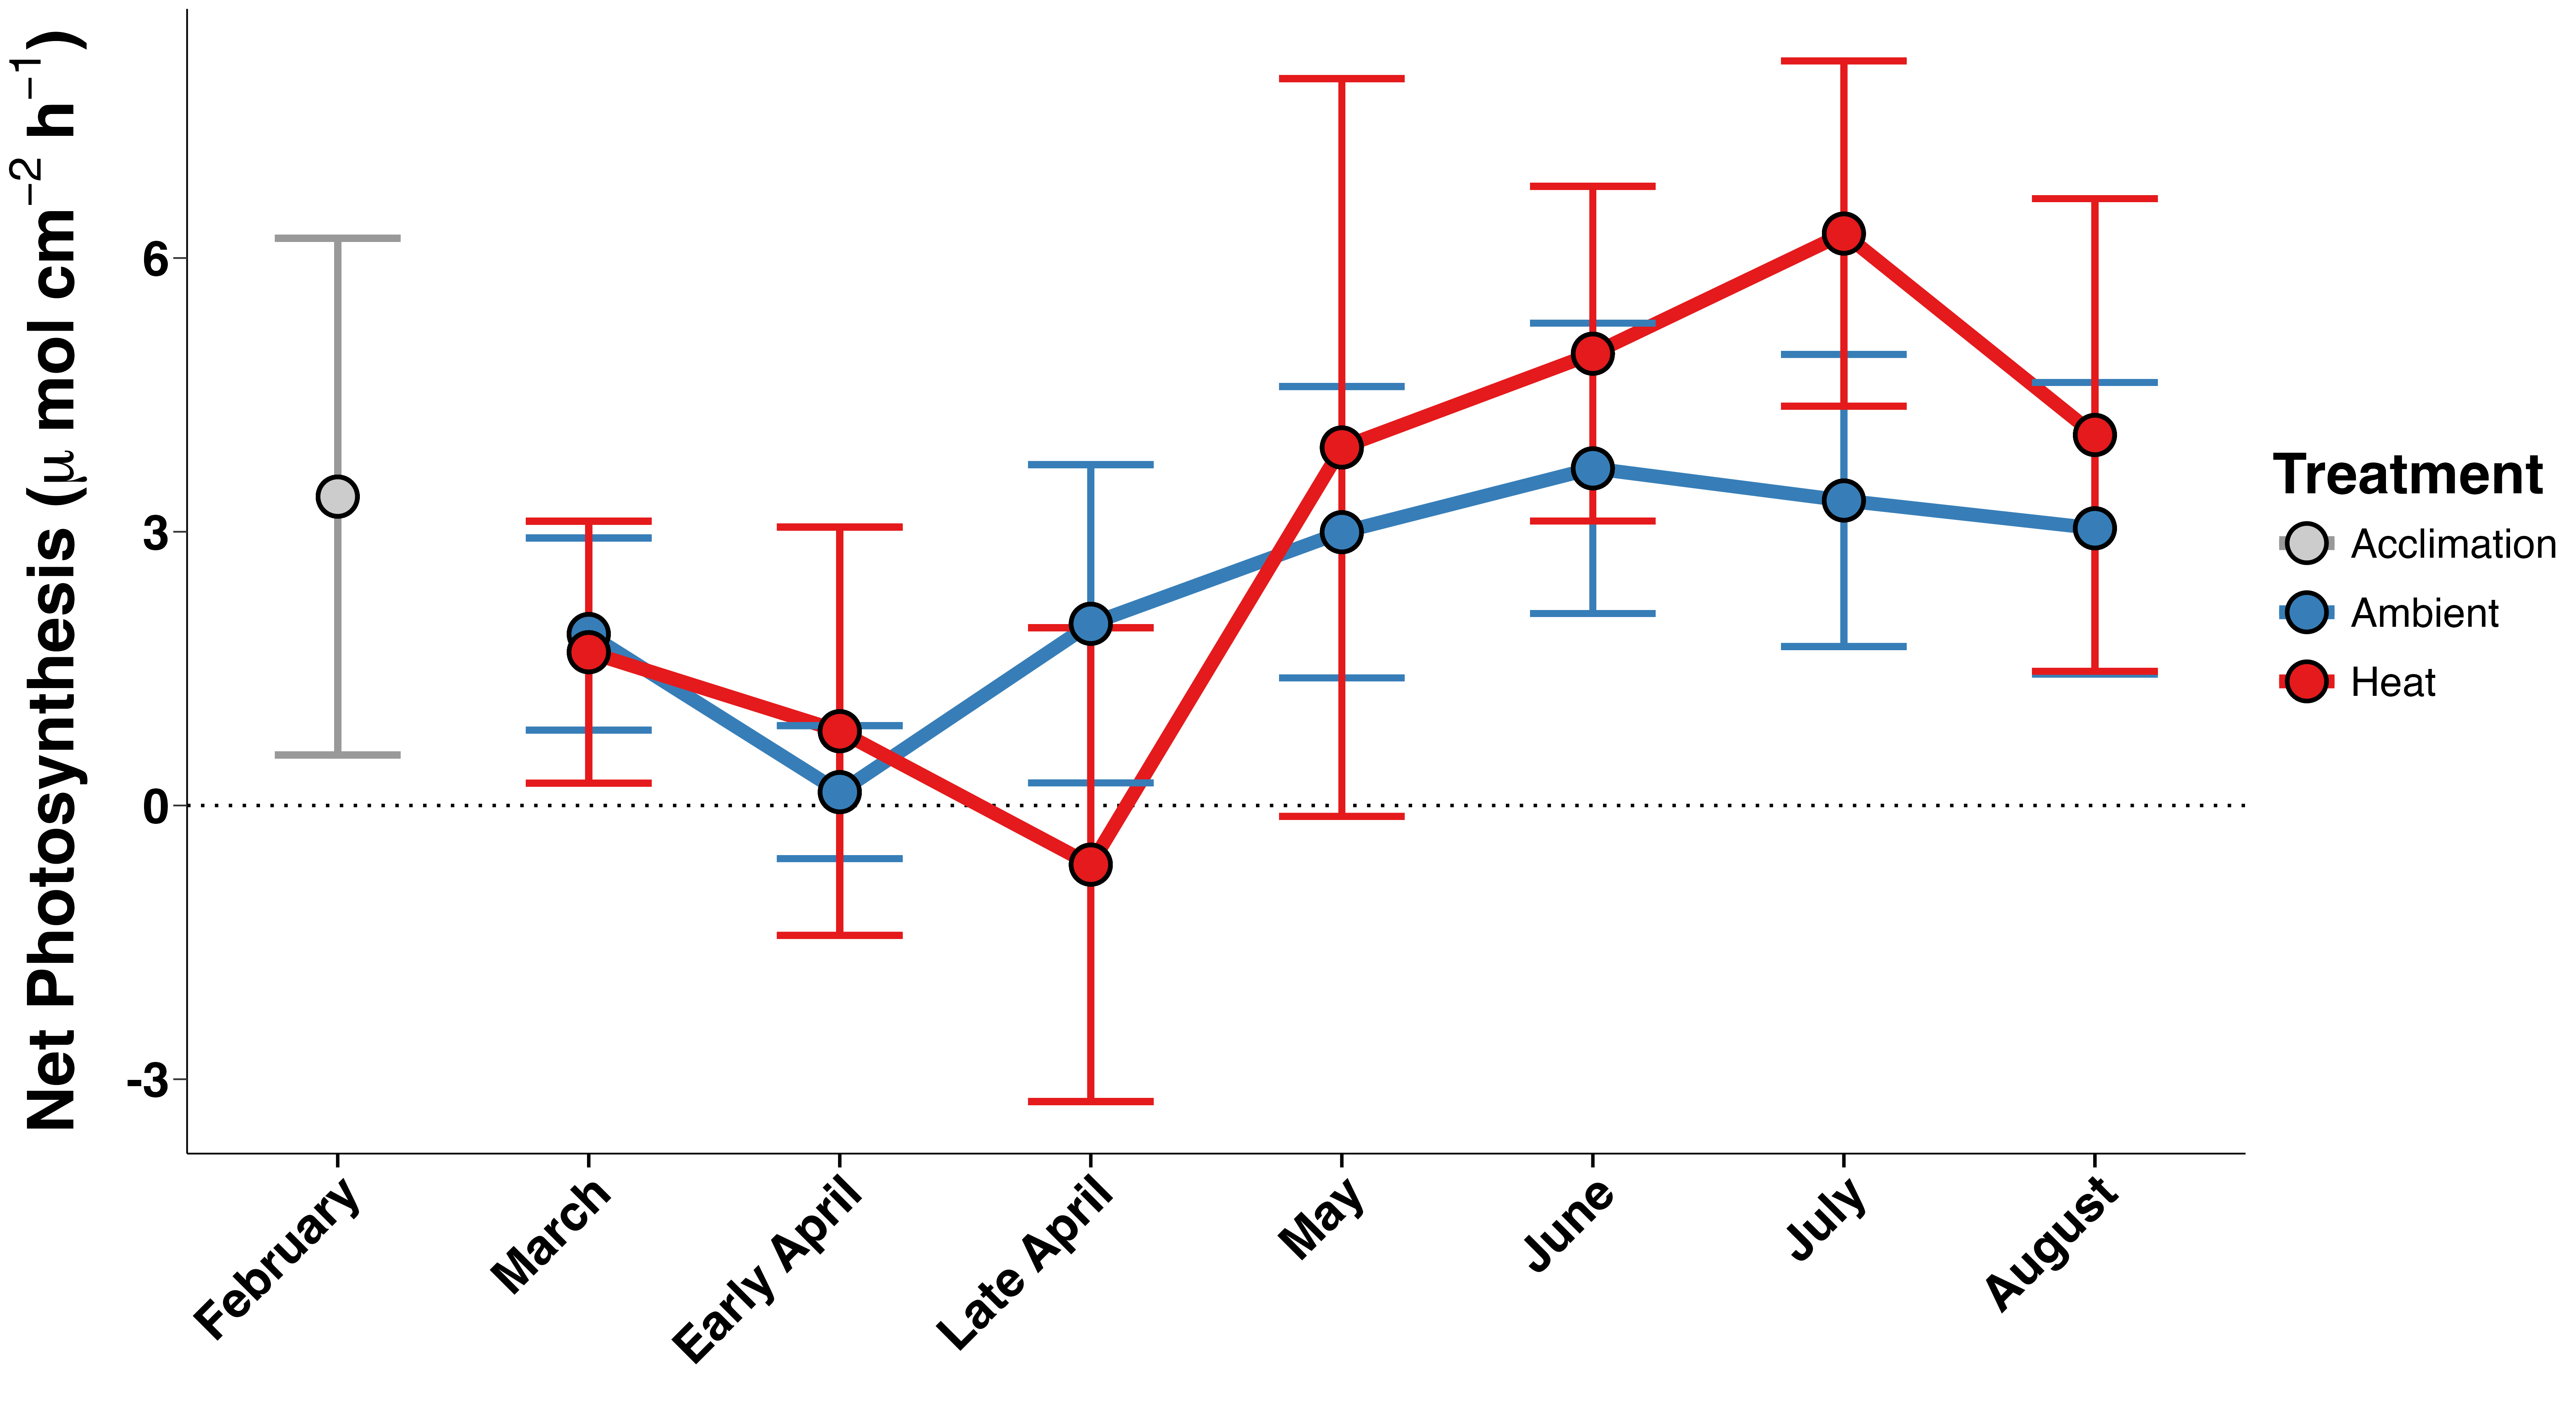 Net Photosynthesis (μ mol cm⁻² h⁻¹)
6
3
0
-3
February
March
Early April
Late April
May
June
July
August
Treatment
Acclimation
Ambient
Heat